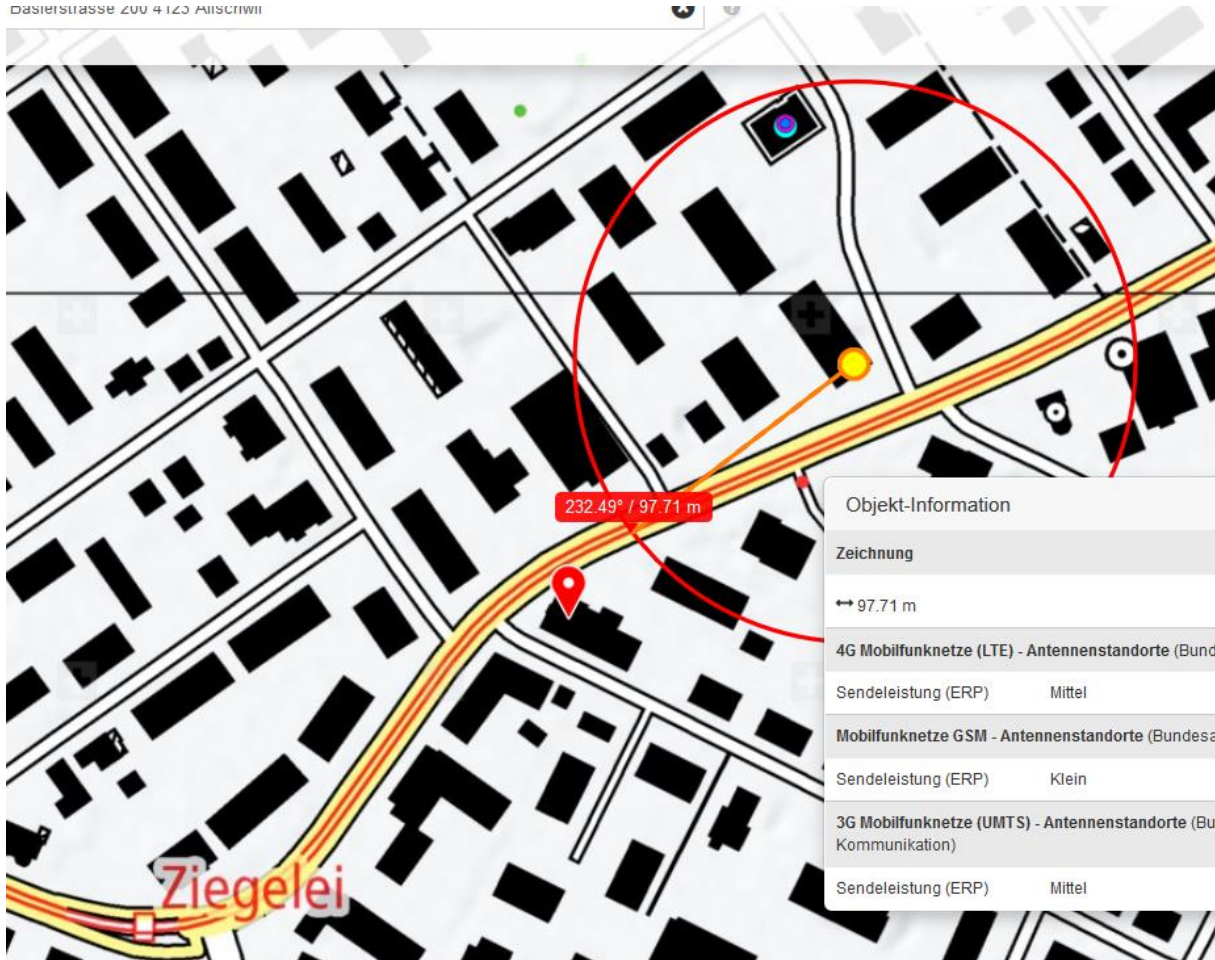 Baslerstrasse 200 4123 Allschwil
232.49° / 97.71 m
Objekt-Information
Zeichnung
↔ 97.71 m
4G Mobilfunknetze (LTE) - Antennenstandorte (Bund
Sendeleistung (ERP) Mittel
Mobilfunknetze GSM - Antennenstandorte (Bundesa
Sendeleistung (ERP) Klein
3G Mobilfunknetze (UMTS) - Antennenstandorte (Bu
Kommunikation)
Sendeleistung (ERP) Mittel
Ziegelei